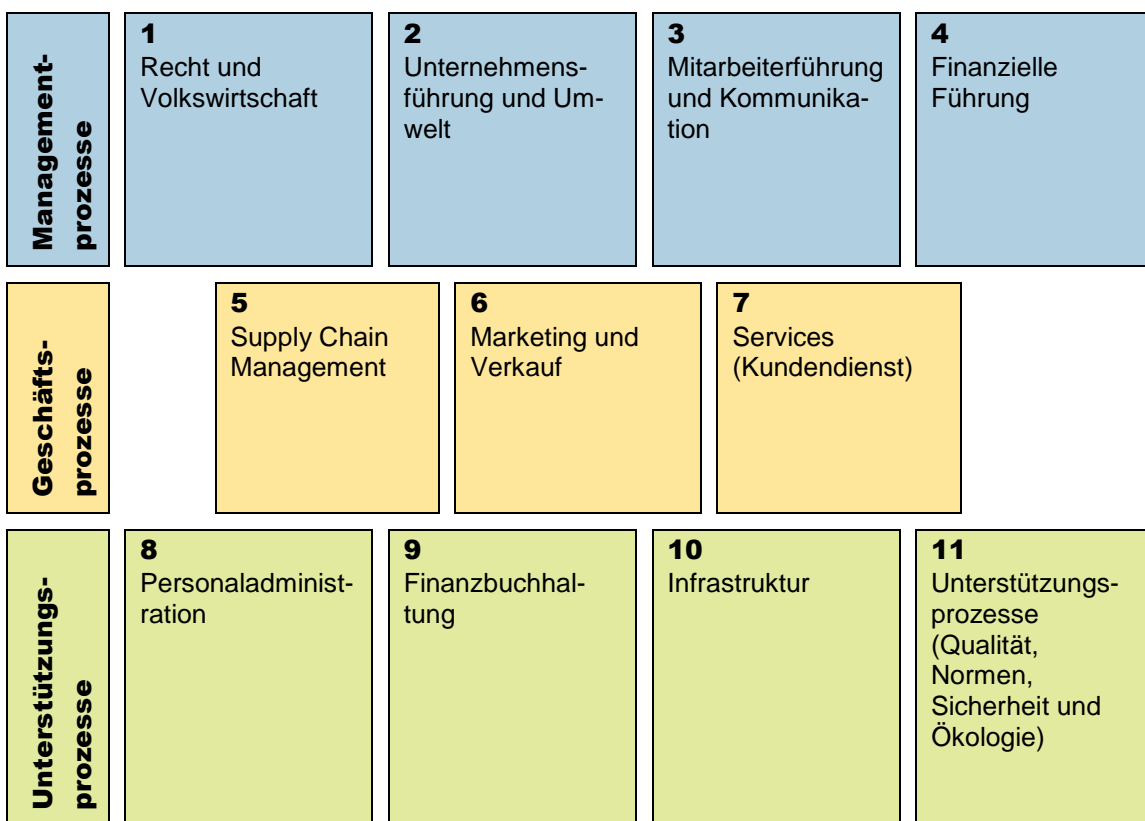 Management-
prozesse
1
Recht und
Volkswirtschaft
2
Unternehmens-
führung und Um-
welt
3
Mitarbeiterführung
und Kommunika-
tion
4
Finanzielle
Führung
Geschäfts-
prozesse
5
Supply Chain
Management
6
Marketing und
Verkauf
7
Services
(Kundendienst)
Unterstützungs-
prozesse
8
Personaladminist-
ration
9
Finanzbuchhal-
tung
10
Infrastruktur
11
Unterstützungs-
prozesse
(Qualität,
Normen,
Sicherheit und
Ökologie)